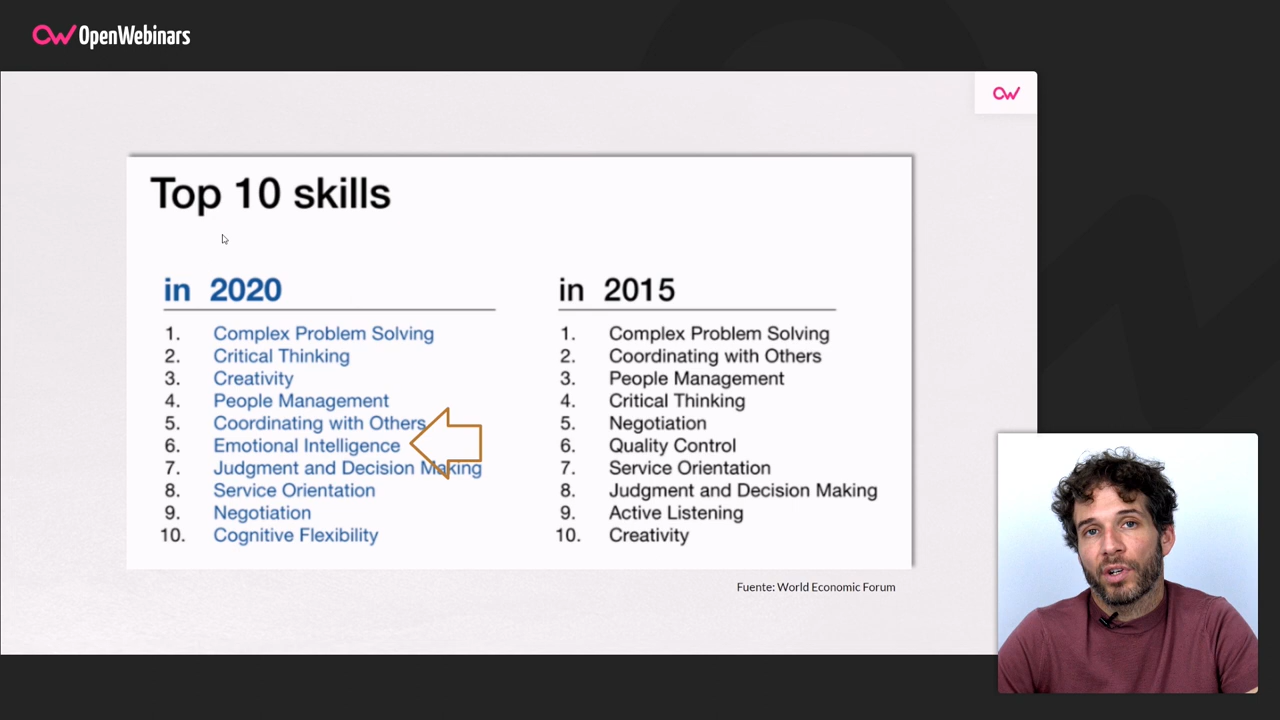 OpenWebinars
Top 10 skills
in 2020
1. Complex Problem Solving
2. Critical Thinking
3. Creativity
4. People Management
5. Coordinating with Others
6. Emotional Intelligence
7. Judgment and Decision Making
8. Service Orientation
9. Negotiation
10. Cognitive Flexibility
in 2015
1. Complex Problem Solving
2. Coordinating with Others
3. People Management
4. Critical Thinking
5. Negotiation
6. Quality Control
7. Service Orientation
8. Judgment and Decision Making
9. Active Listening
10. Creativity
Fuente: World Economic Forum